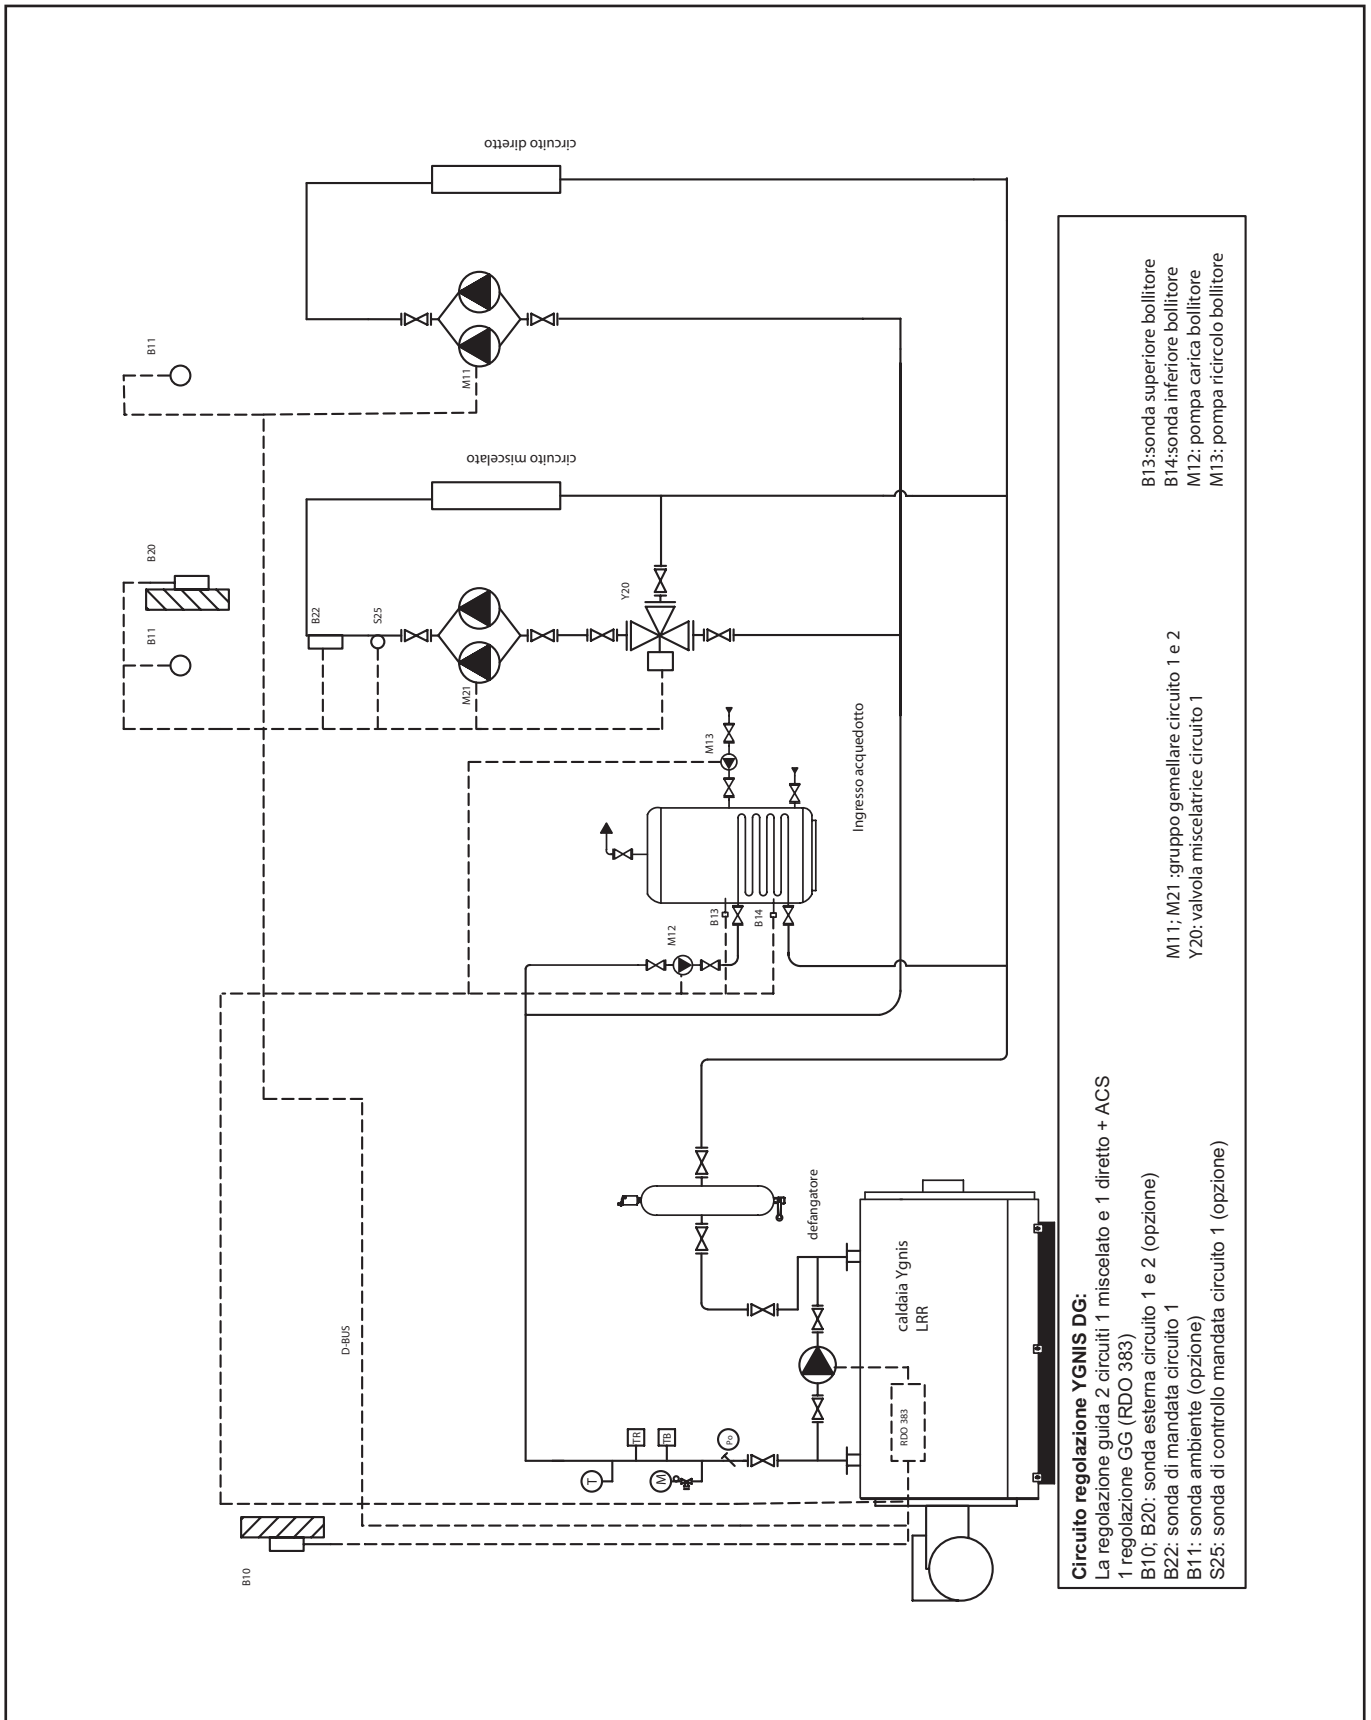 circuito diretto
B11
M11
circuito miscelato
B20
B11
B22
S25
M21
Y20
M13
Ingresso acquedotto
M12
B13
B14
D-BUS
defangatore
caldaia Ygnis
LRR
RDO 383
TR
TB
T
M
Po
B10
Circuito regolazione YGNIS DG:
La regolazione guida 2 circuiti 1 miscelato e 1 diretto + ACS
1 regolazione GG (RDO 383)
B10; B20: sonda esterna circuito 1 e 2 (opzione)
B22: sonda di mandata circuito 1
B11: sonda ambiente (opzione)
S25: sonda di controllo mandata circuito 1 (opzione)
M11; M21 :gruppo gemellare circuito 1 e 2
Y20: valvola miscelatrice circuito 1
B13:sonda superiore bollitore
B14:sonda inferiore bollitore
M12: pompa carica bollitore
M13: pompa ricircolo bollitore